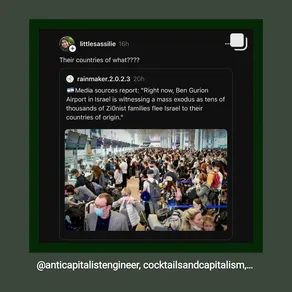 littlesassilie 16h
Their countries of what????
rainmaker.2.0.2.3 20h
🇮🇱Media sources report: "Right now, Ben Gurion
Airport in Israel is witnessing a mass exodus as tens of
thousands of Zi0nist families flee Israel to their
countries of origin."
@anticapitalistengineer, cocktailsandcapitalism,...